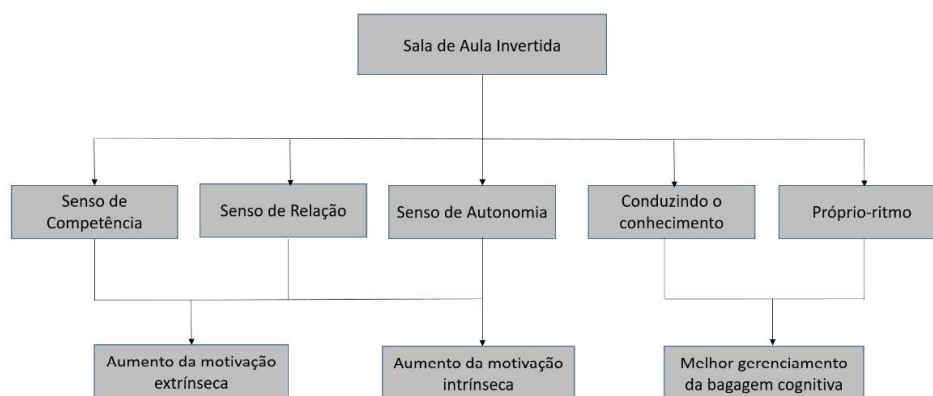 Sala de Aula Invertida
Senso de
Competência
Senso de Relação
Senso de Autonomia
Conduzindo o
conhecimento
Próprio-ritmo
Aumento da motivação
extrínseca
Aumento da motivação
intrínseca
Melhor gerenciamento
da bagagem cognitiva